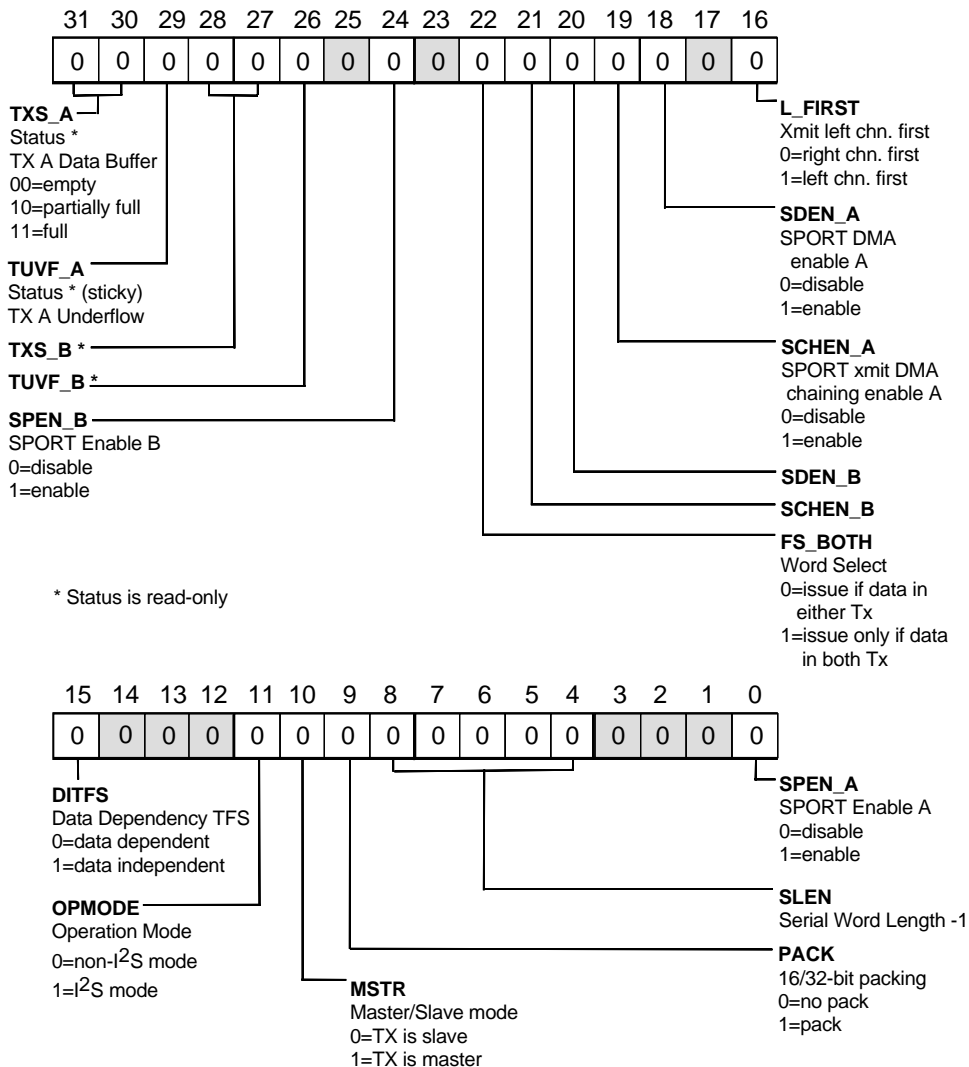 31 30 29 28 27 26 25 24 23 22 21 20 19 18 17 16
0 0 0 0 0 0 0 0 0 0 0 0 0 0 0 0
TXS_A
Status *
TX A Data Buffer
00=empty
10=partially full
11=full
TUVF_A
Status * (sticky)
TX A Underflow
TXS_B *
TUVF_B *
SPEN_B
SPORT Enable B
0=disable
1=enable
* Status is read-only
L_FIRST
Xmit left chn. first
0=right chn. first
1=left chn. first
SDEN_A
SPORT DMA
enable A
0=disable
1=enable
SCHEN_A
SPORT xmit DMA
chaining enable A
0=disable
1=enable
SDEN_B
SCHEN_B
FS_BOTH
Word Select
0=issue if data in
either Tx
1=issue only if data
in both Tx
15 14 13 12 11 10 9 8 7 6 5 4 3 2 1 0
0 0 0 0 0 0 0 0 0 0 0 0 0 0 0 0
DITFS
Data Dependency TFS
0=data dependent
1=data independent
OPMODE
Operation Mode
0=non-I²S mode
1=I²S mode
MSTR
Master/Slave mode
0=TX is slave
1=TX is master
SPEN_A
SPORT Enable A
0=disable
1=enable
SLEN
Serial Word Length -1
PACK
16/32-bit packing
0=no pack
1=pack